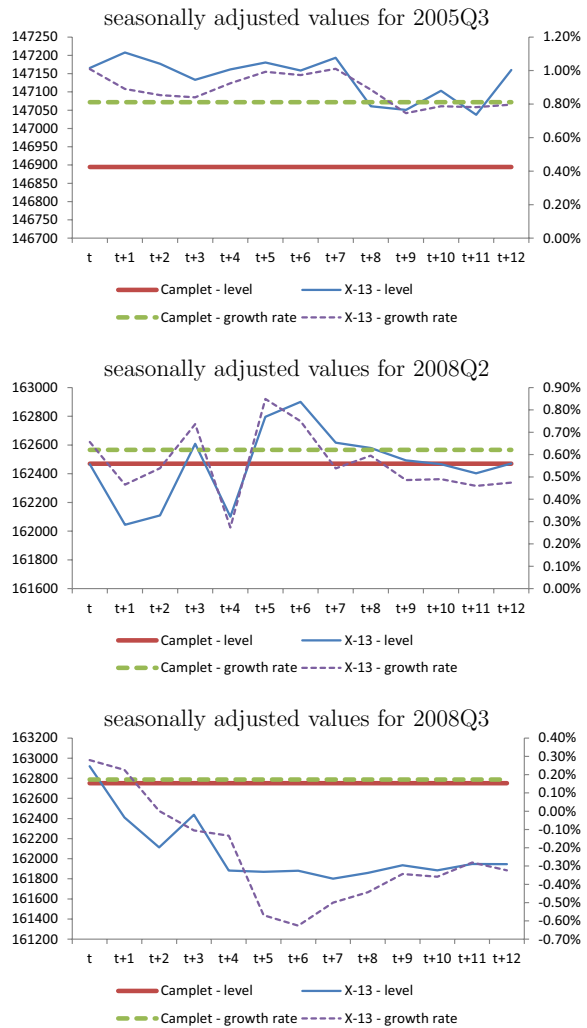 seasonally adjusted values for 2005Q3
147250 1.20%
147200
147150 1.00%
147100 0.80%
147050
147000 0.60%
146950
146900 0.40%
146850
146800 0.20%
146750
146700 0.00%
t t+1 t+2 t+3 t+4 t+5 t+6 t+7 t+8 t+9 t+10 t+11 t+12
Camplet - level X-13 - level
Camplet - growth rate X-13 - growth rate
seasonally adjusted values for 2008Q2
163000 0.90%
0.80%
162800 0.70%
162600 0.60%
162400 0.50%
162200 0.40%
0.30%
162000 0.20%
161800 0.10%
161600 0.00%
t t+1 t+2 t+3 t+4 t+5 t+6 t+7 t+8 t+9 t+10 t+11 t+12
Camplet - level X-13 - level
Camplet - growth rate X-13 - growth rate
seasonally adjusted values for 2008Q3
163200 0.40%
163000 0.30%
162800 0.20%
162600 0.10%
0.00%
162400 -0.10%
162200 -0.20%
162000 -0.30%
161800 -0.40%
161600 -0.50%
161400 -0.60%
161200 -0.70%
t t+1 t+2 t+3 t+4 t+5 t+6 t+7 t+8 t+9 t+10 t+11 t+12
Camplet - level X-13 - level
Camplet - growth rate X-13 - growth rate